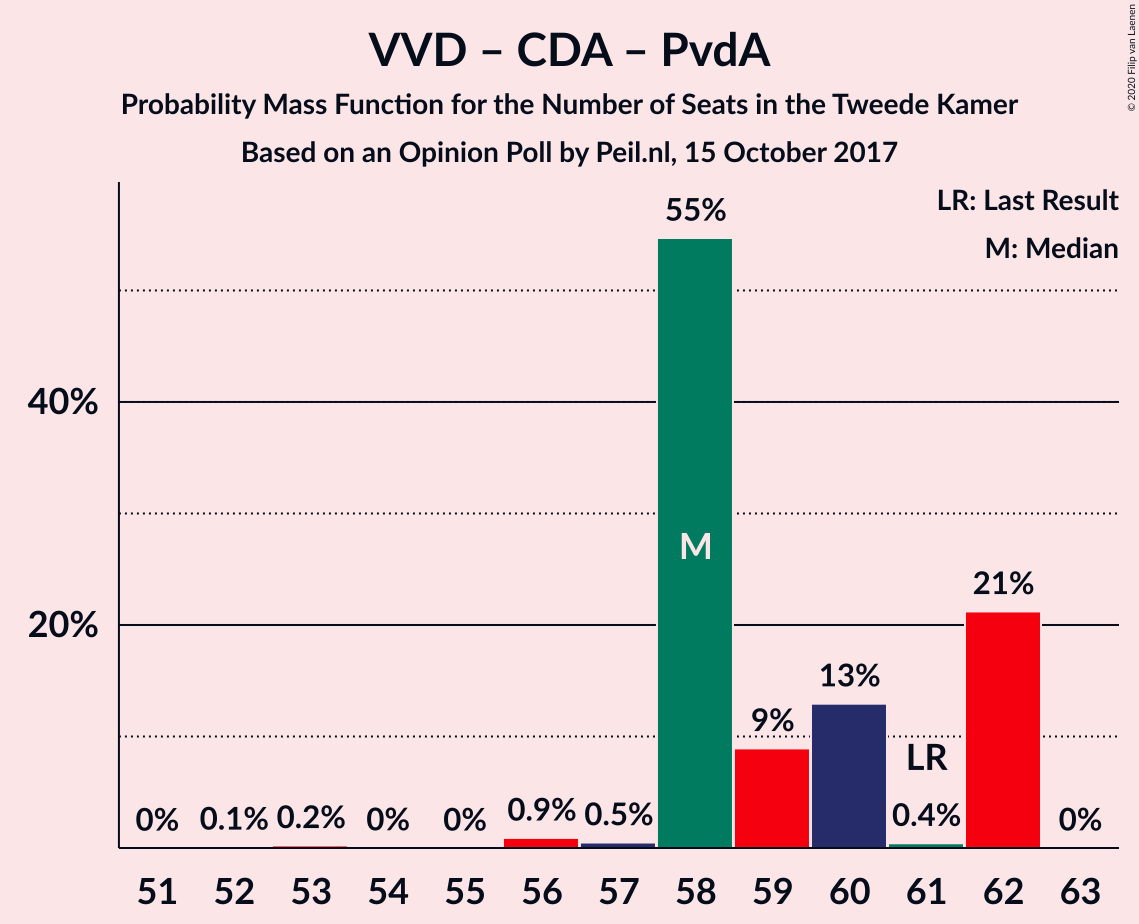 VVD – CDA – PvdA
Probability Mass Function for the Number of Seats in the Tweede Kamer
Based on an Opinion Poll by Peil.nl, 15 October 2017
© 2020 Filip van Laenen
LR: Last Result
M: Median
40%
20%
0% 0.1% 0.2% 0% 0% 0.9% 0.5% 55% 9% 13% 0.4% 21% 0%
M
LR
51 52 53 54 55 56 57 58 59 60 61 62 63